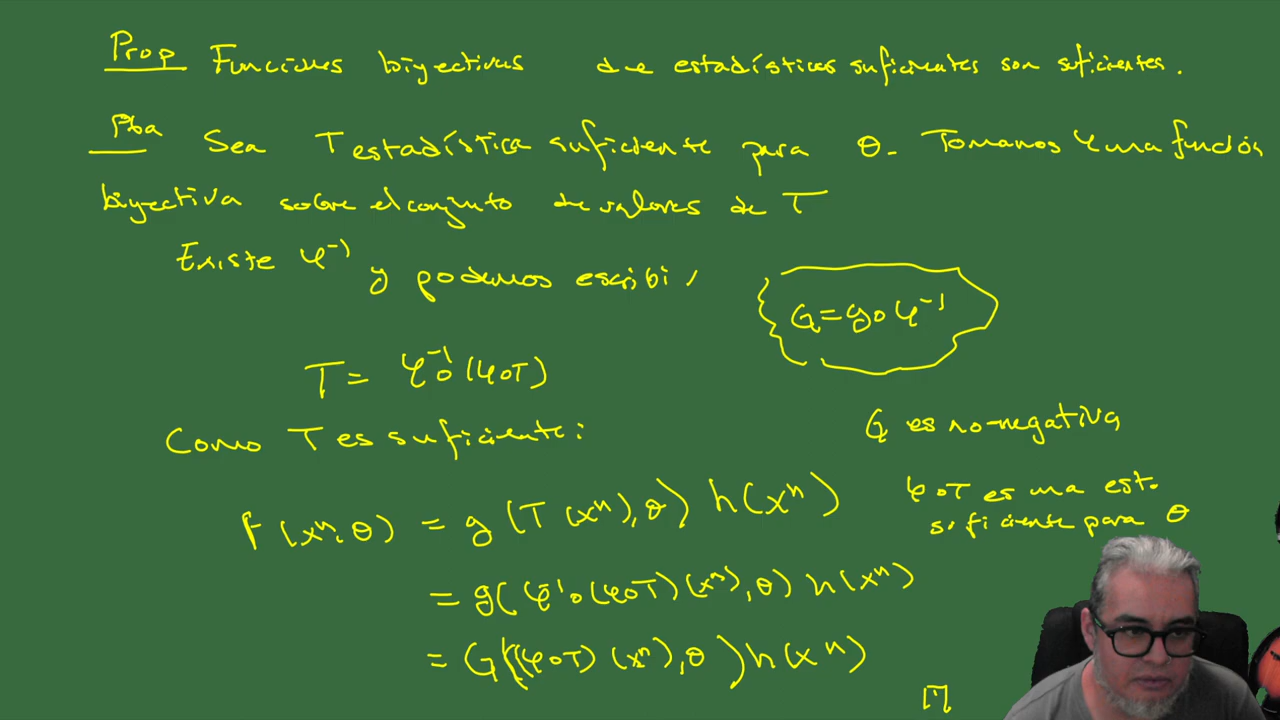 Prop Funciones biyectivas de estadísticas suficientes son suficientes.
Pba Sea T estadística suficiente para θ. Tomamos φ una función
biyectiva sobre el conjunto de valores de T
Existe φ⁻¹ y podemos escribir
G = g∘φ⁻¹
T = φ⁻¹∘(φ∘T)
Como T es suficiente:
G es no-negativa
f(xⁿ; θ) = g(T(xⁿ), θ) h(xⁿ)
φ∘T es una est.
suficiente para θ
= g(φ⁻¹∘(φ∘T)(xⁿ), θ) h(xⁿ)
= G((φ∘T)(xⁿ), θ) h(xⁿ)